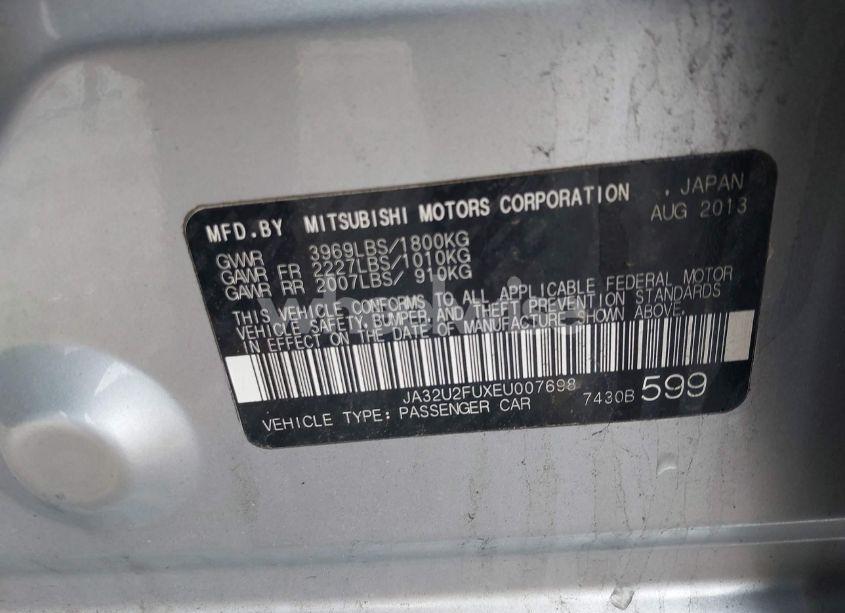 MFD.BY MITSUBISHI MOTORS CORPORATION , JAPAN
AUG 2013
GVWR 3969LBS/1800KG
GAWR FR 2227LBS/1010KG
GAWR RR 2007LBS/ 910KG
THIS VEHICLE CONFORMS TO ALL APPLICABLE FEDERAL MOTOR
VEHICLE SAFETY, BUMPER, AND THEFT PREVENTION STANDARDS
IN EFFECT ON THE DATE OF MANUFACTURE SHOWN ABOVE.
JA32U2FUXEU007698
VEHICLE TYPE: PASSENGER CAR 7430B 599